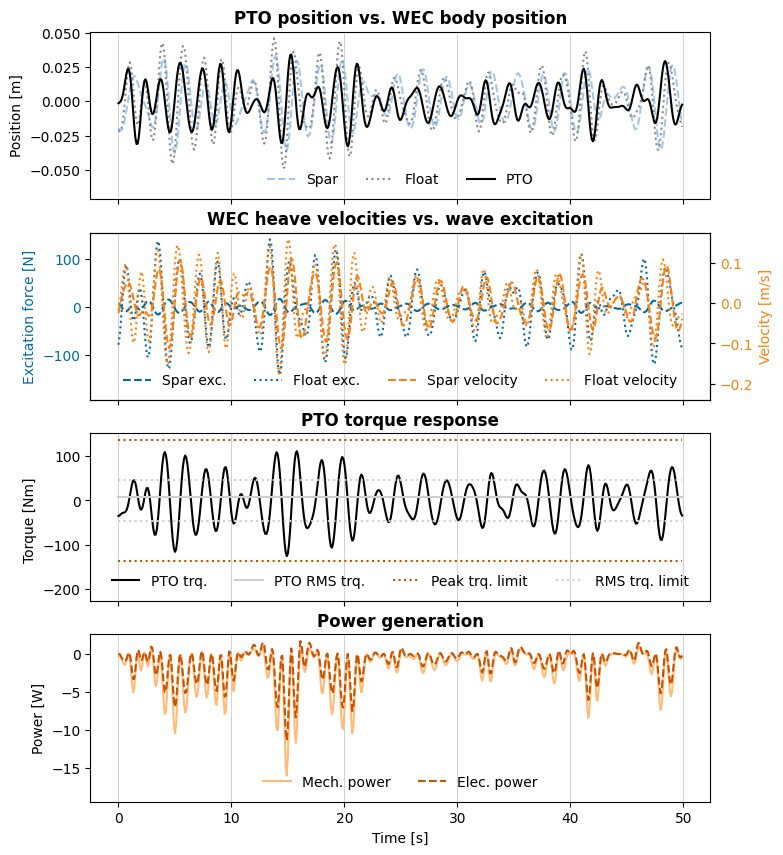 PTO position vs. WEC body position
0.050
0.025
0.000
−0.025
−0.050
Position [m]
Spar Float PTO
WEC heave velocities vs. wave excitation
100
0
−100
Excitation force [N]
0.1
0.0
−0.1
−0.2
Velocity [m/s]
Spar exc. Float exc. Spar velocity Float velocity
PTO torque response
100
0
−100
−200
Torque [Nm]
PTO trq. PTO RMS trq. Peak trq. limit RMS trq. limit
Power generation
0
−5
−10
−15
Power [W]
Mech. power Elec. power
0 10 20 30 40 50
Time [s]